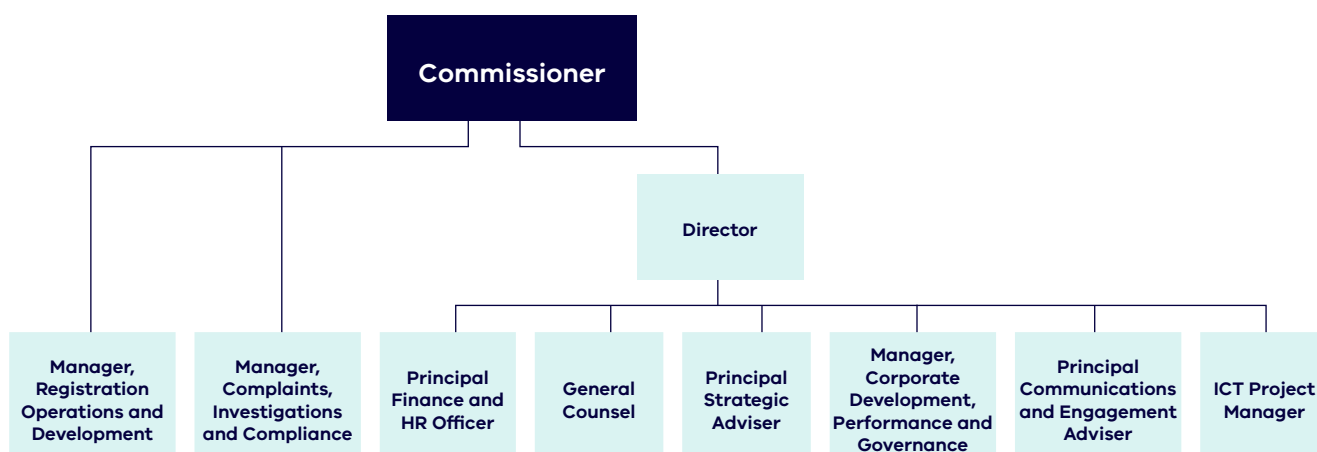 Commissioner
Director
Manager,
Registration
Operations and
Development
Manager,
Complaints,
Investigations
and Compliance
Principal
Finance and
HR Officer
General
Counsel
Principal
Strategic
Adviser
Manager,
Corporate
Development,
Performance and
Governance
Principal
Communications
and Engagement
Adviser
ICT Project
Manager